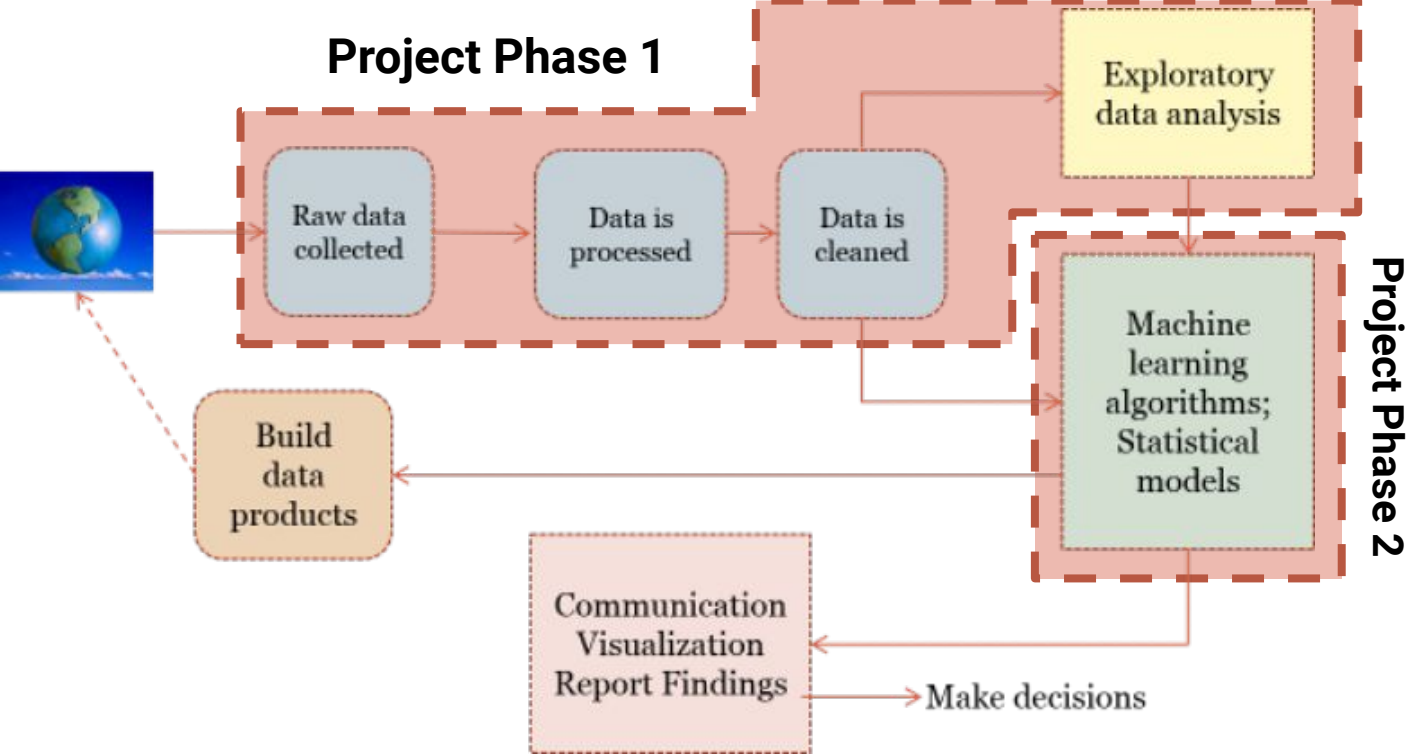 Project Phase 1
Exploratory
data analysis
Raw data
collected
Data is
processed
Data is
cleaned
Machine
learning
algorithms;
Statistical
models
Project Phase 2
Build
data
products
Communication
Visualization
Report Findings
Make decisions